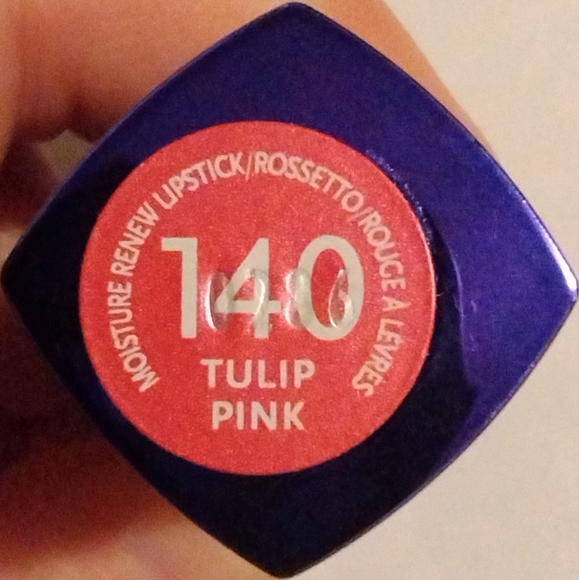 MOISTURE RENEW LIPSTICK/ROSSETTO/ROUGE À LÈVRES
140
TULIP
PINK